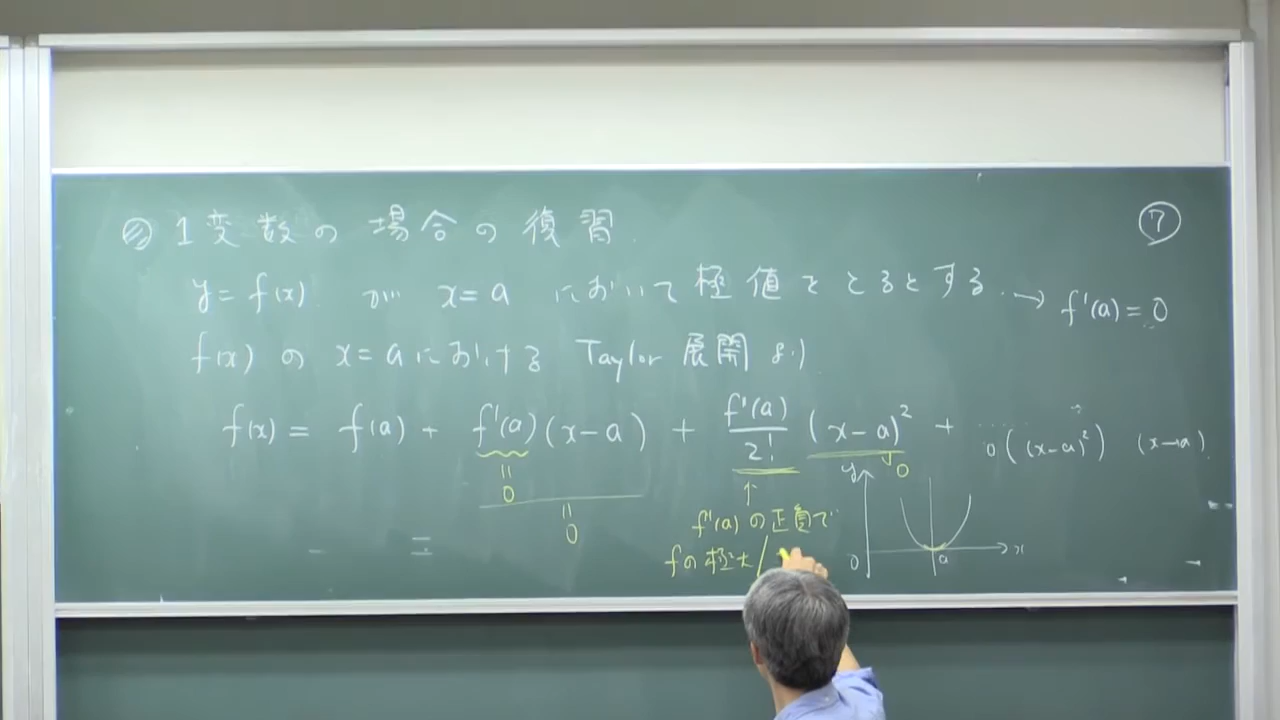 1変数の場合の復習. ⑦
y = f(x) が x = a において極値をとるとする. → f'(a) = 0
f(x) の x = a における Taylor 展開より
f(x) = f(a) + f'(a)(x-a) + f''(a)/2! (x-a)² + o((x-a)²) (x→a).
|| 0
|| 0
≥0
↑
f''(a) の正負で
f の極大/
y
0 a x